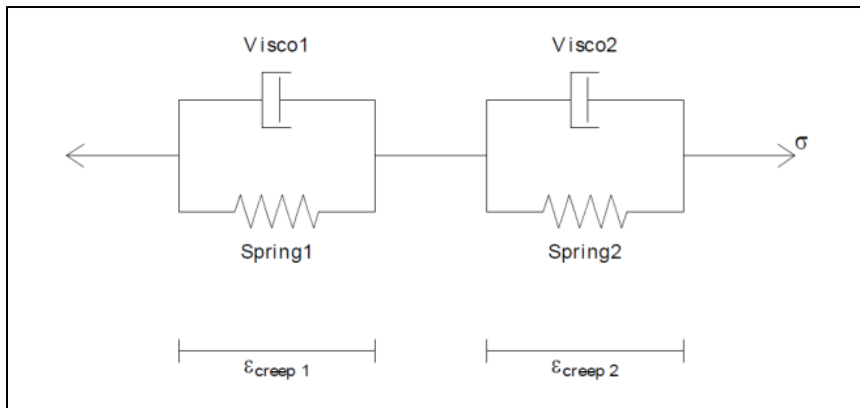 Visco1 Visco2
σ
Spring1 Spring2
εcreep 1 εcreep 2